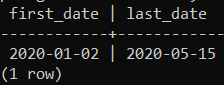 first_date | last_date
------------+------------
2020-01-02 | 2020-05-15
(1 row)